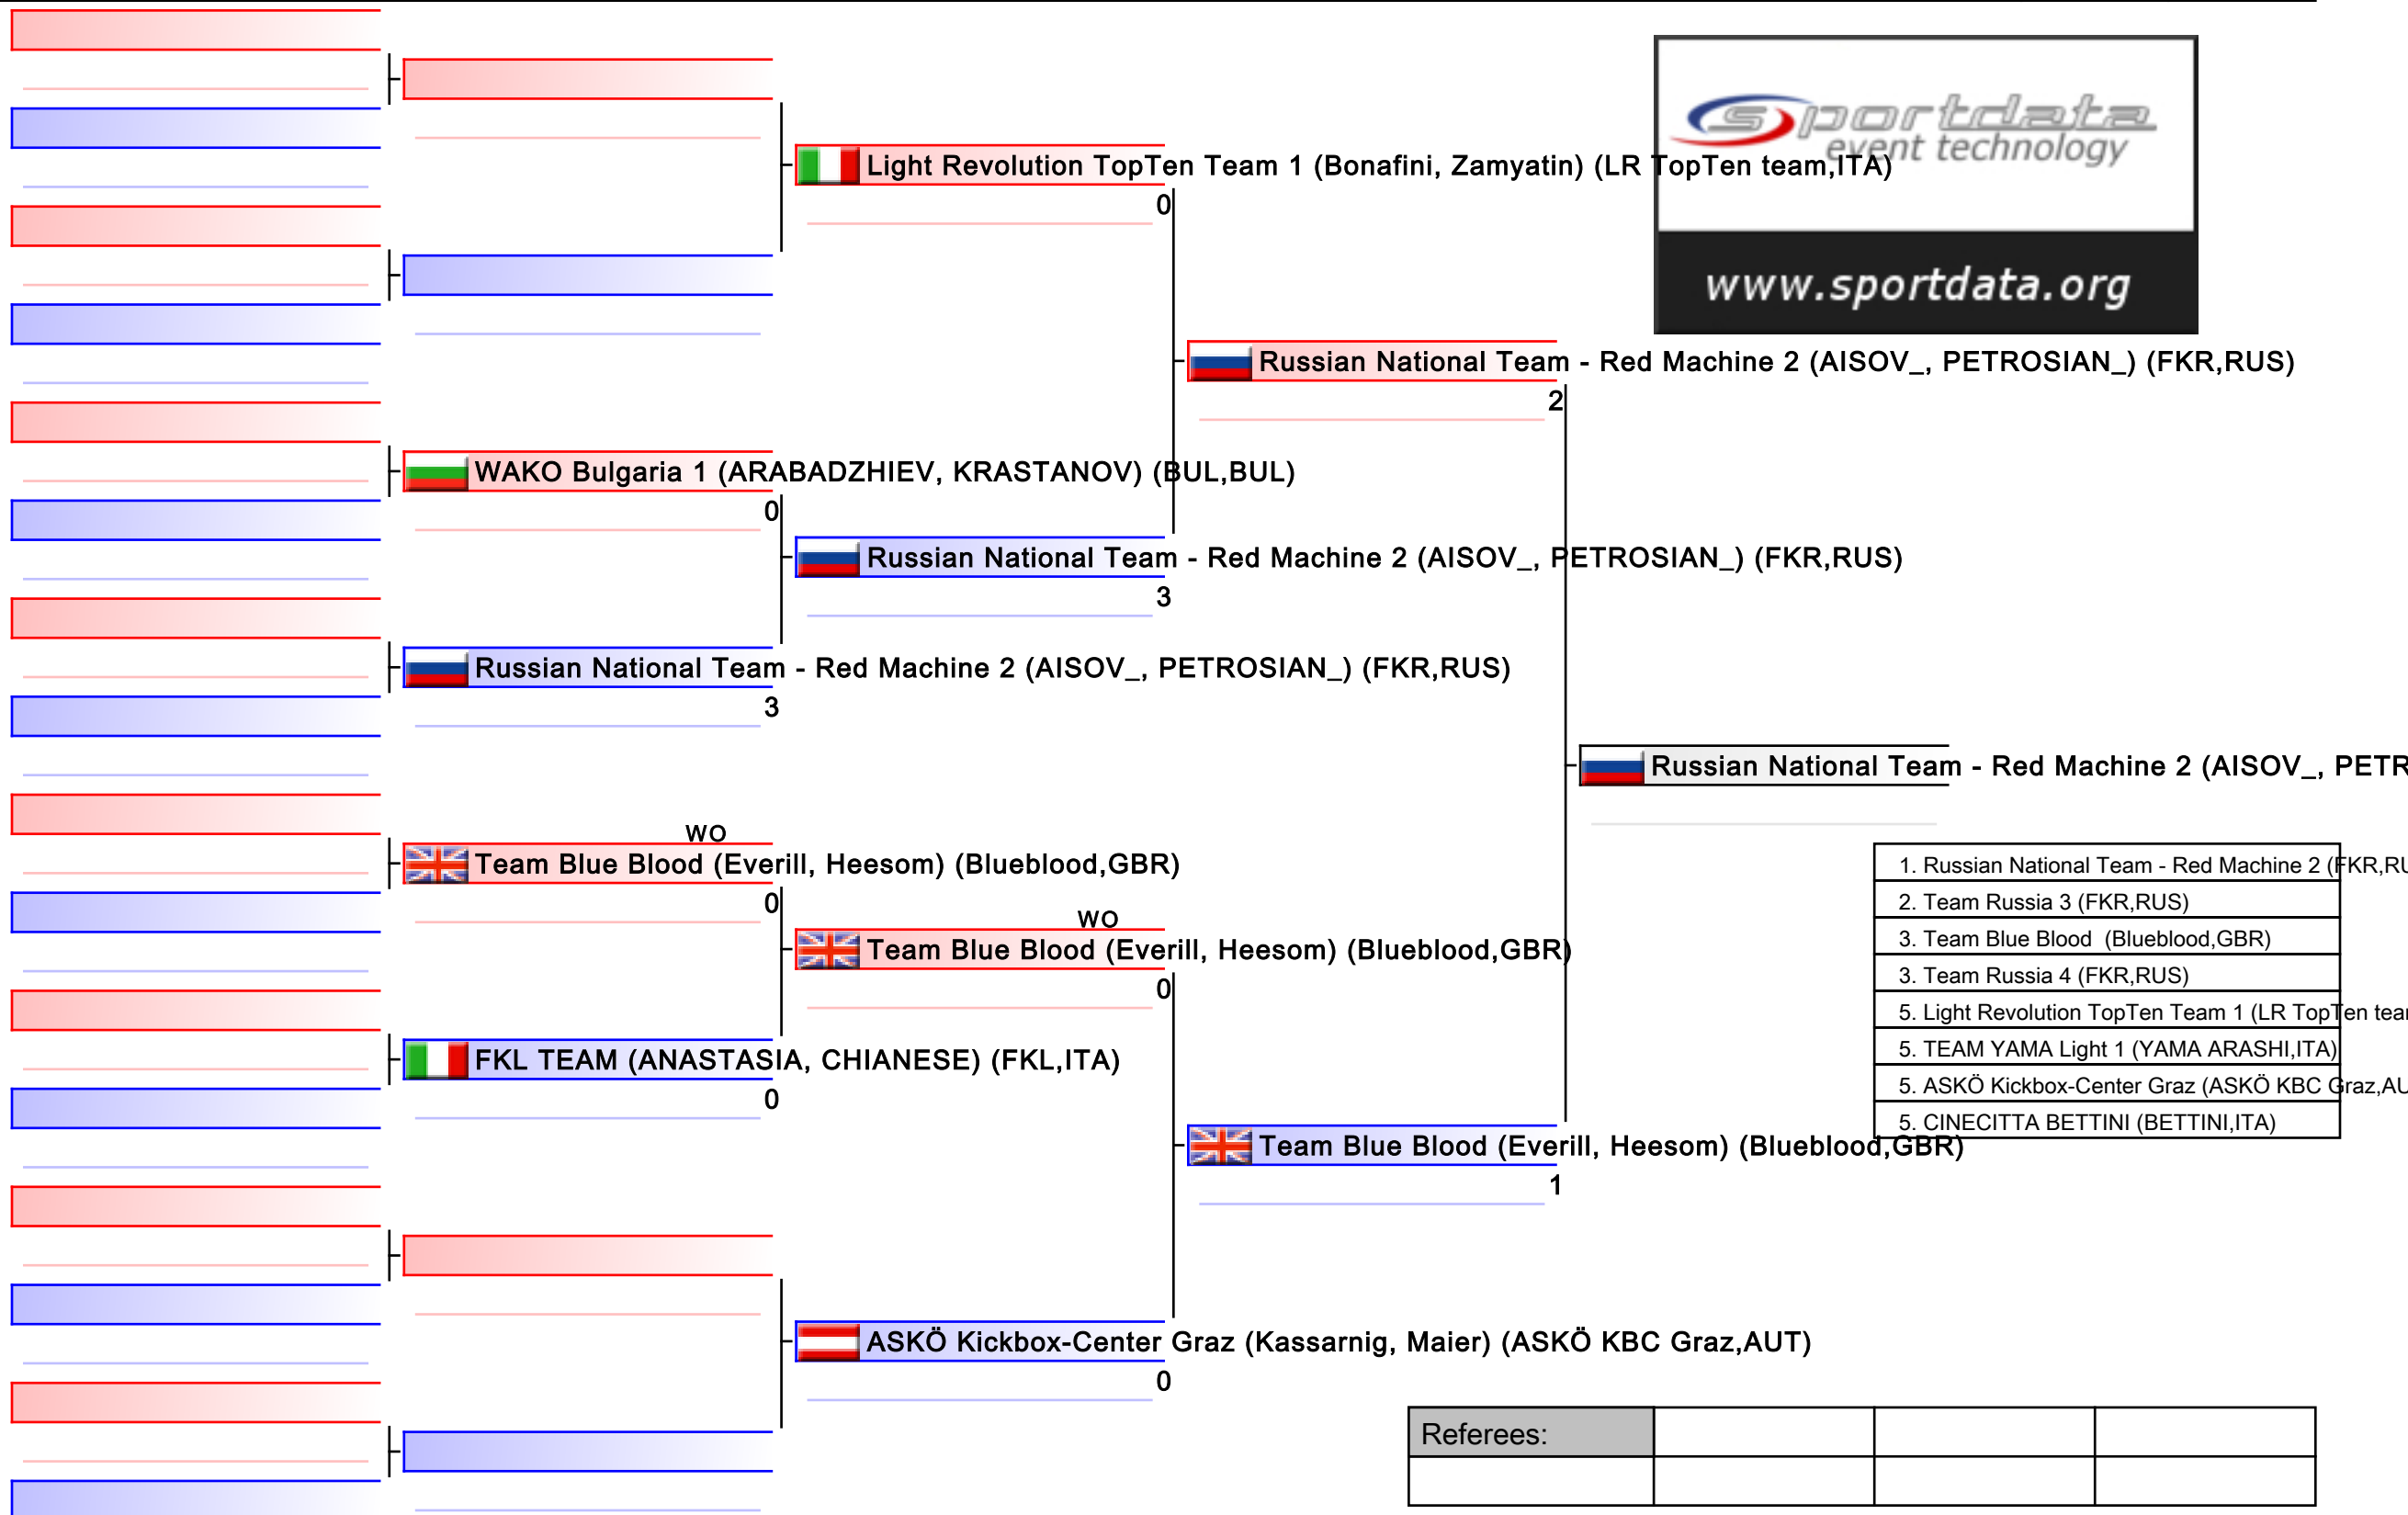 sportdata
event technology
www.sportdata.org
Light Revolution TopTen Team 1 (Bonafini, Zamyatin) (LR TopTen team,ITA)
0
Russian National Team - Red Machine 2 (AISOV_, PETROSIAN_) (FKR,RUS)
2
WAKO Bulgaria 1 (ARABADZHIEV, KRASTANOV) (BUL,BUL)
0
Russian National Team - Red Machine 2 (AISOV_, PETROSIAN_) (FKR,RUS)
3
Russian National Team - Red Machine 2 (AISOV_, PETROSIAN_) (FKR,RUS)
3
Russian National Team - Red Machine 2 (AISOV_, PETR
WO
Team Blue Blood (Everill, Heesom) (Blueblood,GBR)
0
WO
Team Blue Blood (Everill, Heesom) (Blueblood,GBR)
0
FKL TEAM (ANASTASIA, CHIANESE) (FKL,ITA)
0
Team Blue Blood (Everill, Heesom) (Blueblood,GBR)
1
ASKÖ Kickbox-Center Graz (Kassarnig, Maier) (ASKÖ KBC Graz,AUT)
0
1. Russian National Team - Red Machine 2 (FKR,RU
2. Team Russia 3 (FKR,RUS)
3. Team Blue Blood (Blueblood,GBR)
3. Team Russia 4 (FKR,RUS)
5. Light Revolution TopTen Team 1 (LR TopTen tea
5. TEAM YAMA Light 1 (YAMA ARASHI,ITA)
5. ASKÖ Kickbox-Center Graz (ASKÖ KBC Graz,AU
5. CINECITTA BETTINI (BETTINI,ITA)
Referees: